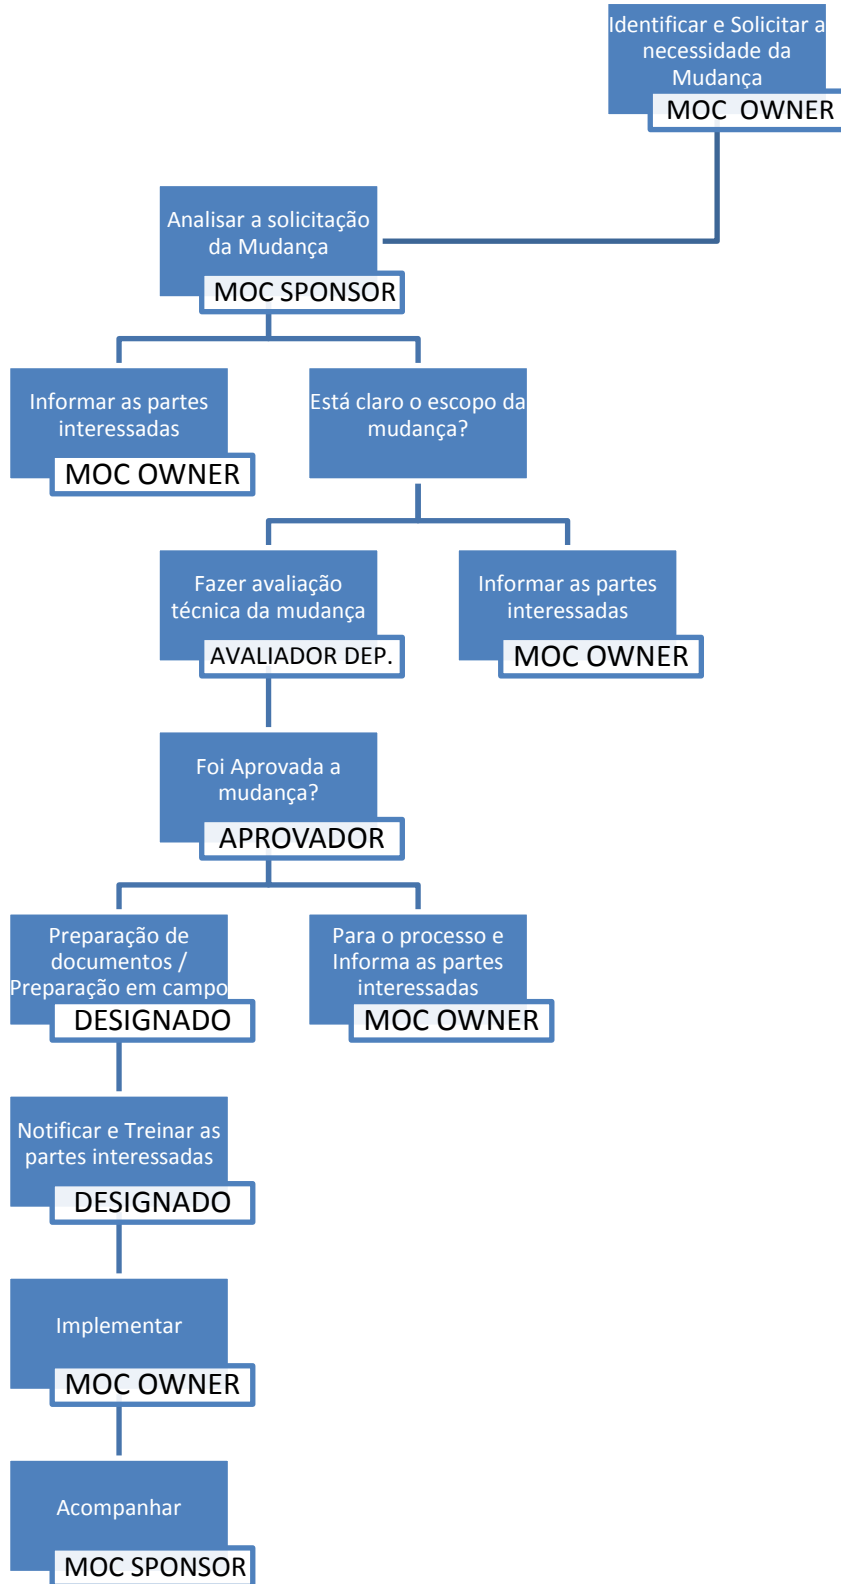 Identificar e Solicitar a
necessidade da
Mudança
MOC  OWNER
Analisar a solicitação
da Mudança
MOC SPONSOR
Informar as partes
interessadas
MOC OWNER
Está claro o escopo da
mudança?
Fazer avaliação
técnica da mudança
AVALIADOR DEP.
Informar as partes
interessadas
MOC OWNER
Foi Aprovada a
mudança?
APROVADOR
Preparação de
documentos /
Preparação em campo
DESIGNADO
Para o processo e
Informa as partes
interessadas
MOC OWNER
Notificar e Treinar as
partes interessadas
DESIGNADO
Implementar
MOC OWNER
Acompanhar
MOC SPONSOR